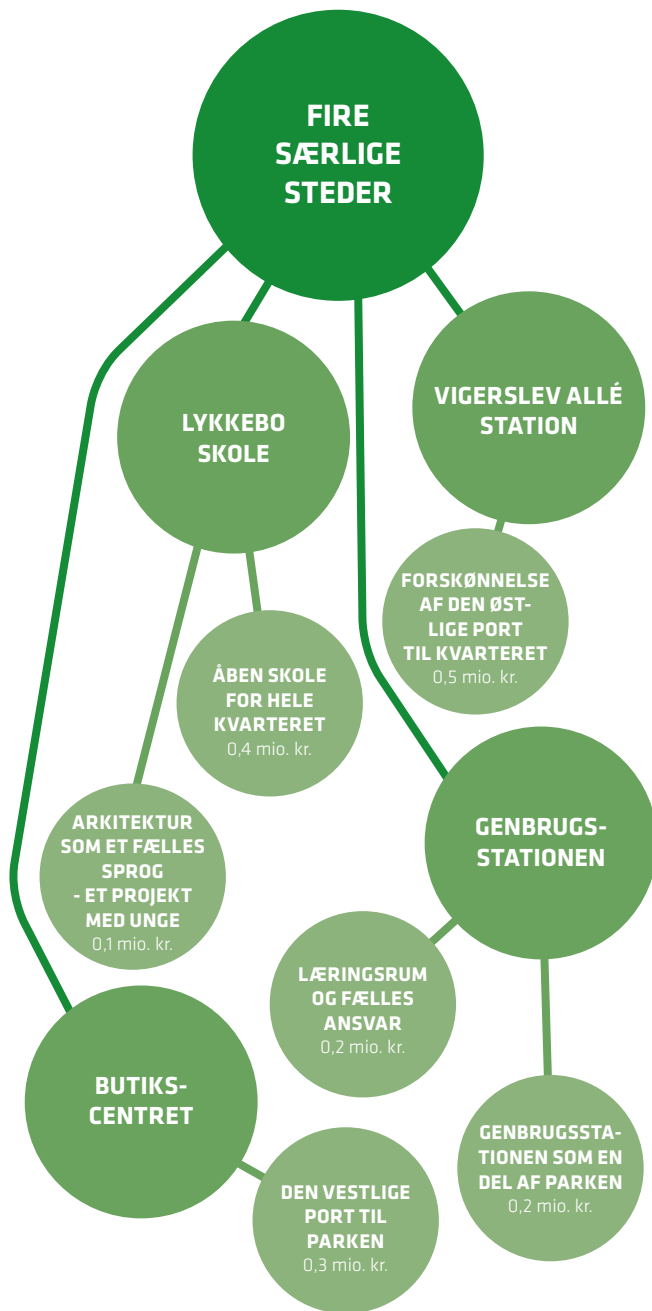 FIRE
SÆRLIGE
STEDER
LYKKEBO
SKOLE
VIGERSLEV ALLÉ
STATION
FORSKØNNELSE
AF DEN ØST-
LIGE PORT
TIL KVARTERET
0,5 mio. kr.
ÅBEN SKOLE
FOR HELE
KVARTERET
0,4 mio. kr.
ARKITEKTUR
SOM ET FÆLLES
SPROG
- ET PROJEKT
MED UNGE
0,1 mio. kr.
GENBRUGS-
STATIONEN
LÆRINGSRUM
OG FÆLLES
ANSVAR
0,2 mio. kr.
BUTIKS-
CENTRET
GENBRUGSSTA-
TIONEN SOM EN
DEL AF PARKEN
0,2 mio. kr.
DEN VESTLIGE
PORT TIL
PARKEN
0,3 mio. kr.